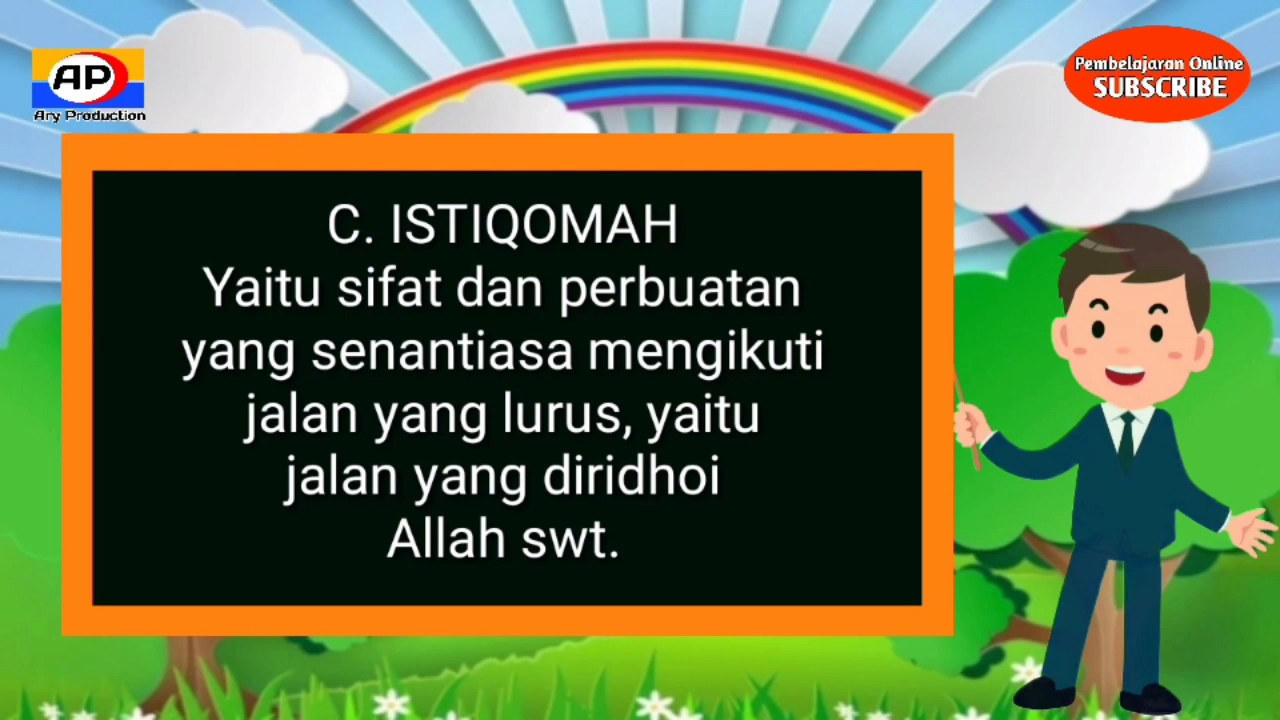 AP
Ary Production
Pembelajaran Online
SUBSCRIBE
C. ISTIQOMAH
Yaitu sifat dan perbuatan
yang senantiasa mengikuti
jalan yang lurus, yaitu
jalan yang diridhoi
Allah swt.